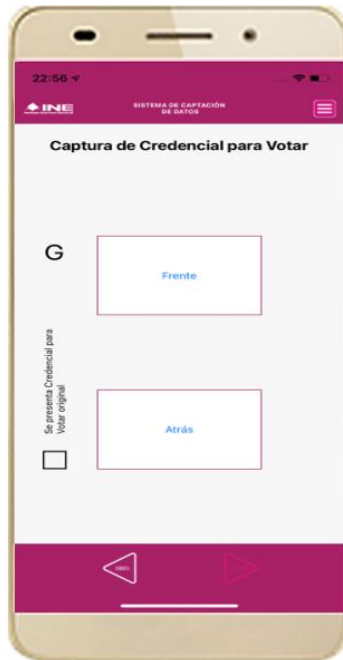 22:56
INE
SISTEMA DE CAPTACIÓN
DE DATOS
Captura de Credencial para Votar
G
Frente
Se presenta Credencial para
Votar original
Atrás